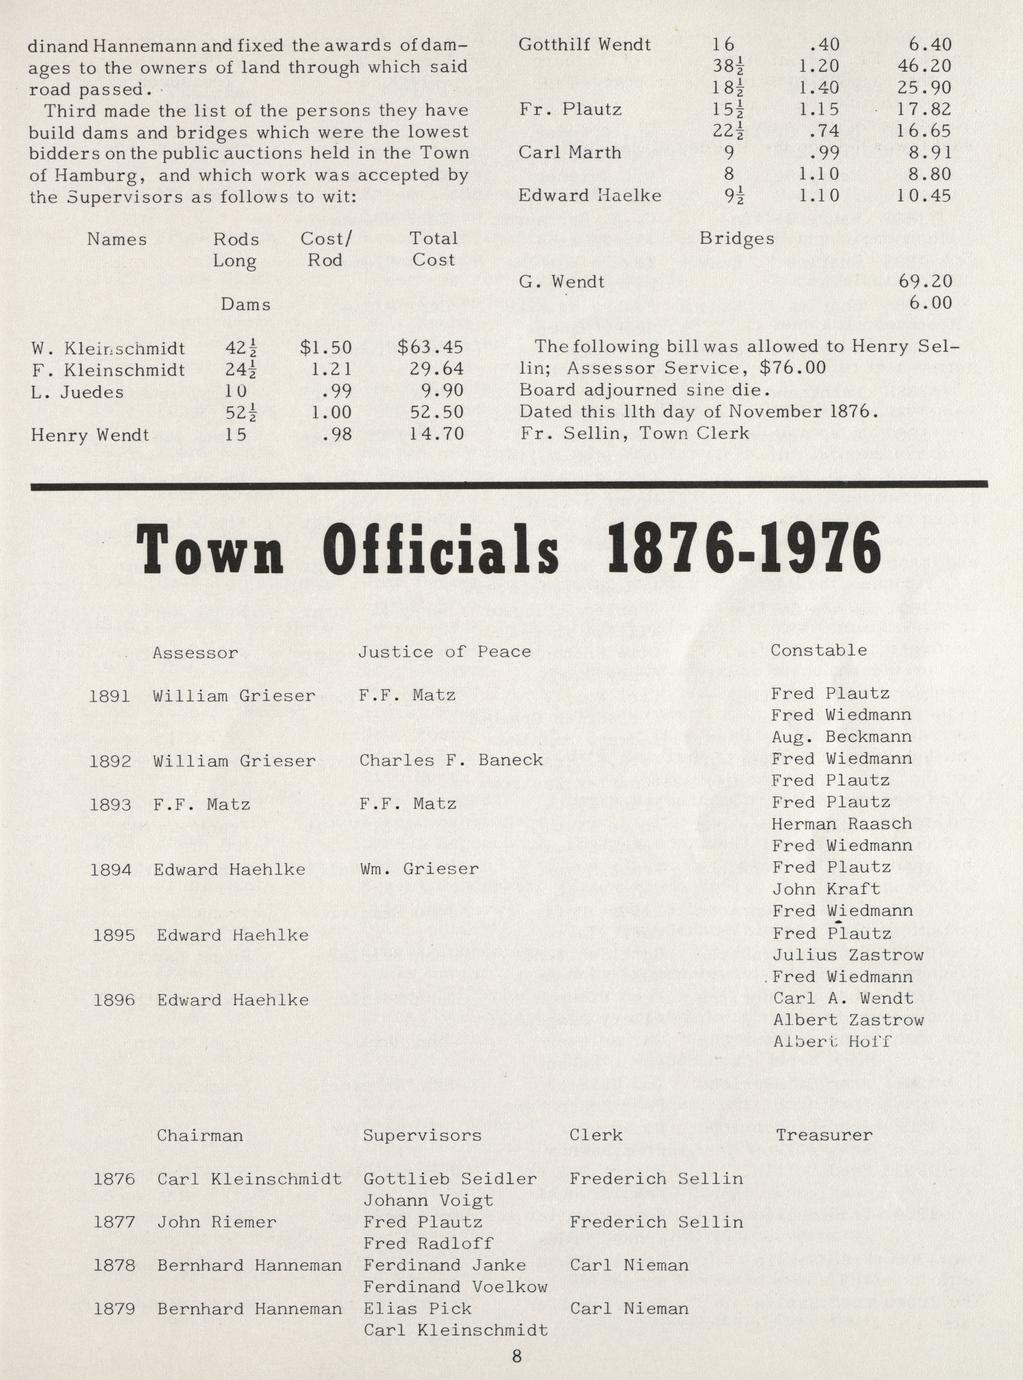 dinand Hannemann and fixed the awards of dam-
ages to the owners of land through which said
road passed.
Third made the list of the persons they have
build dams and bridges which were the lowest
bidders on the public auctions held in the Town
of Hamburg, and which work was accepted by
the Supervisors as follows to wit:
Names Rods Cost/ Total
Long Rod Cost
Dams
W. Kleinschmidt 42½ $1.50 $63.45
F. Kleinschmidt 24½ 1.21 29.64
L. Juedes 10 .99 9.90
52½ 1.00 52.50
Henry Wendt 15 .98 14.70
Gotthilf Wendt 16 .40 6.40
38½ 1.20 46.20
18½ 1.40 25.90
Fr. Plautz 15½ 1.15 17.82
22½ .74 16.65
Carl Marth 9 .99 8.91
8 1.10 8.80
Edward Haelke 9½ 1.10 10.45
Bridges
G. Wendt 69.20
6.00
The following bill was allowed to Henry Sel-
lin; Assessor Service, $76.00
Board adjourned sine die.
Dated this 11th day of November 1876.
Fr. Sellin, Town Clerk
Town Officials 1876-1976
Assessor Justice of Peace Constable
1891 William Grieser F.F. Matz Fred Plautz
Fred Wiedmann
Aug. Beckmann
1892 William Grieser Charles F. Baneck Fred Wiedmann
Fred Plautz
1893 F.F. Matz F.F. Matz Fred Plautz
Herman Raasch
Fred Wiedmann
1894 Edward Haehlke Wm. Grieser Fred Plautz
John Kraft
Fred Wiedmann
1895 Edward Haehlke Fred Plautz
Julius Zastrow
Fred Wiedmann
1896 Edward Haehlke Carl A. Wendt
Albert Zastrow
Albert Hoff
Chairman Supervisors Clerk Treasurer
1876 Carl Kleinschmidt Gottlieb Seidler Frederich Sellin
Johann Voigt
1877 John Riemer Fred Plautz Frederich Sellin
Fred Radloff
1878 Bernhard Hanneman Ferdinand Janke Carl Nieman
Ferdinand Voelkow
1879 Bernhard Hanneman Elias Pick Carl Nieman
Carl Kleinschmidt
8